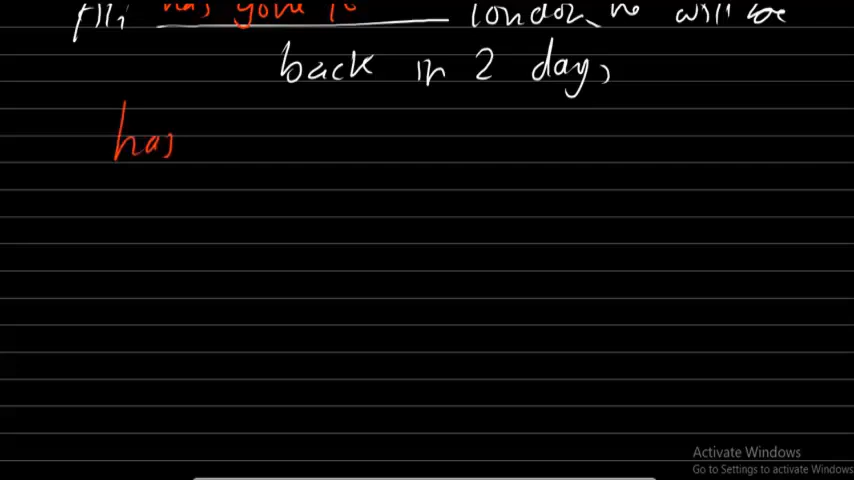 Ali has gone to london he will be
back in 2 days
has
Activate Windows
Go to Settings to activate Windows.